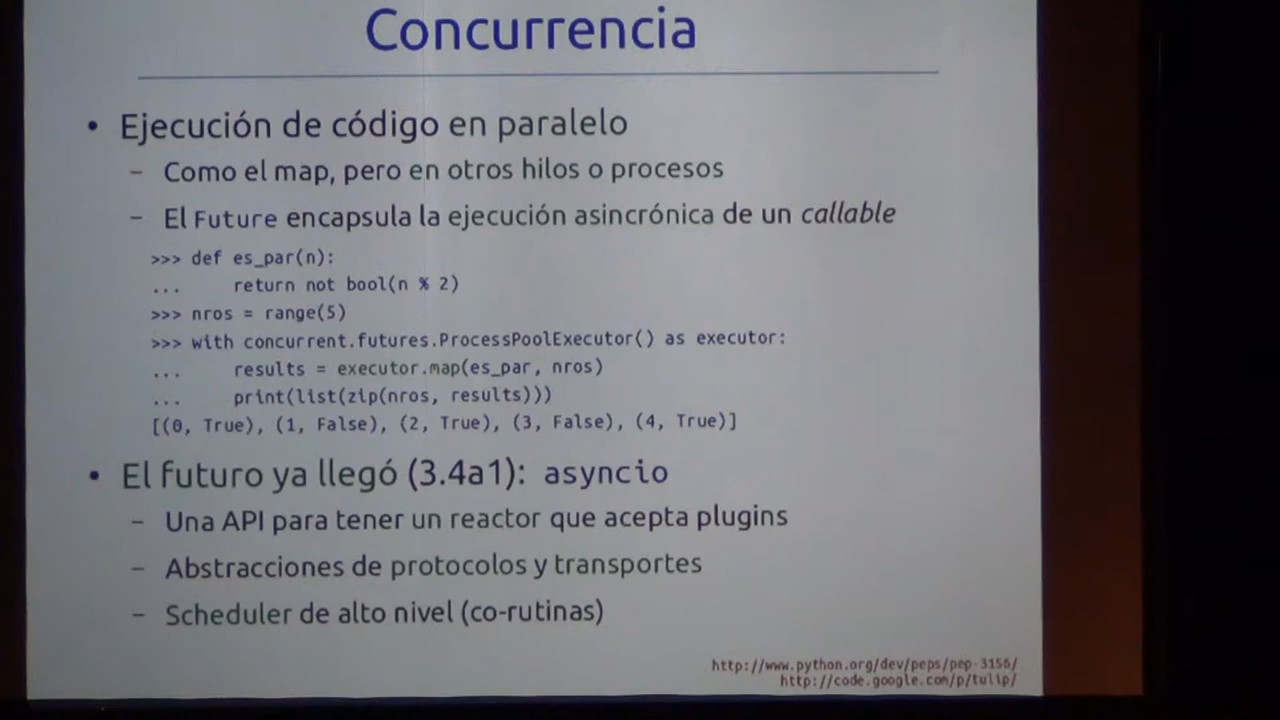 Concurrencia
• Ejecución de código en paralelo
– Como el map, pero en otros hilos o procesos
– El Future encapsula la ejecución asincrónica de un callable
>>> def es_par(n):
...     return not bool(n % 2)
>>> nros = range(5)
>>> with concurrent.futures.ProcessPoolExecutor() as executor:
...     results = executor.map(es_par, nros)
...     print(list(zip(nros, results)))
[(0, True), (1, False), (2, True), (3, False), (4, True)]
• El futuro ya llegó (3.4a1): asyncio
– Una API para tener un reactor que acepta plugins
– Abstracciones de protocolos y transportes
– Scheduler de alto nivel (co-rutinas)
http://www.python.org/dev/peps/pep-3156/
http://code.google.com/p/tulip/